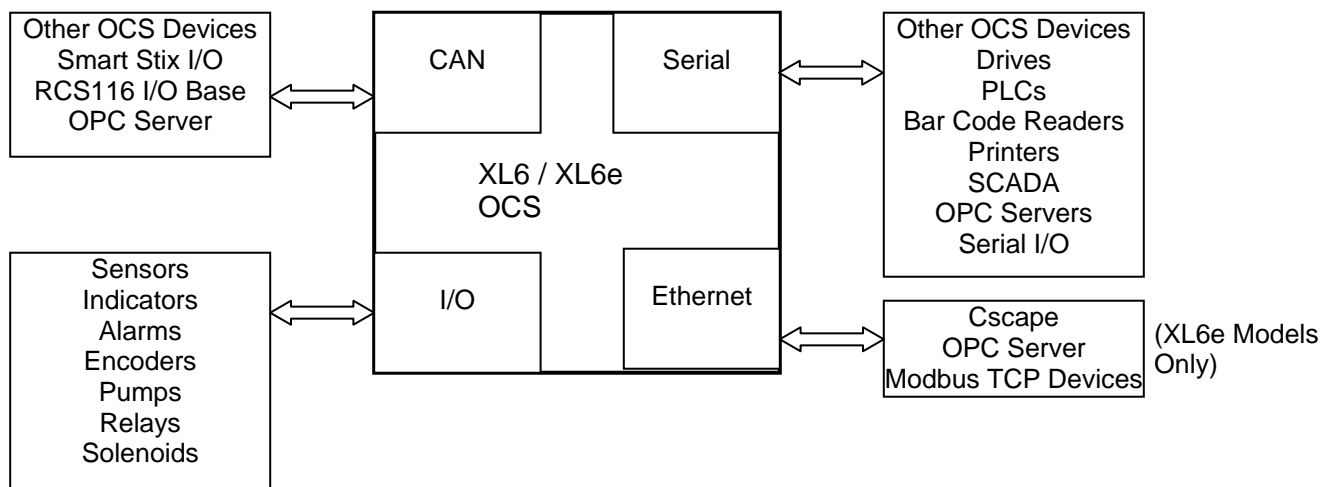 Other OCS Devices
Smart Stix I/O
RCS116 I/O Base
OPC Server
CAN
Serial
Other OCS Devices
Drives
PLCs
Bar Code Readers
Printers
SCADA
OPC Servers
Serial I/O
XL6 / XL6e
OCS
Sensors
Indicators
Alarms
Encoders
Pumps
Relays
Solenoids
I/O
Ethernet
Cscape
OPC Server
Modbus TCP Devices
(XL6e Models
Only)